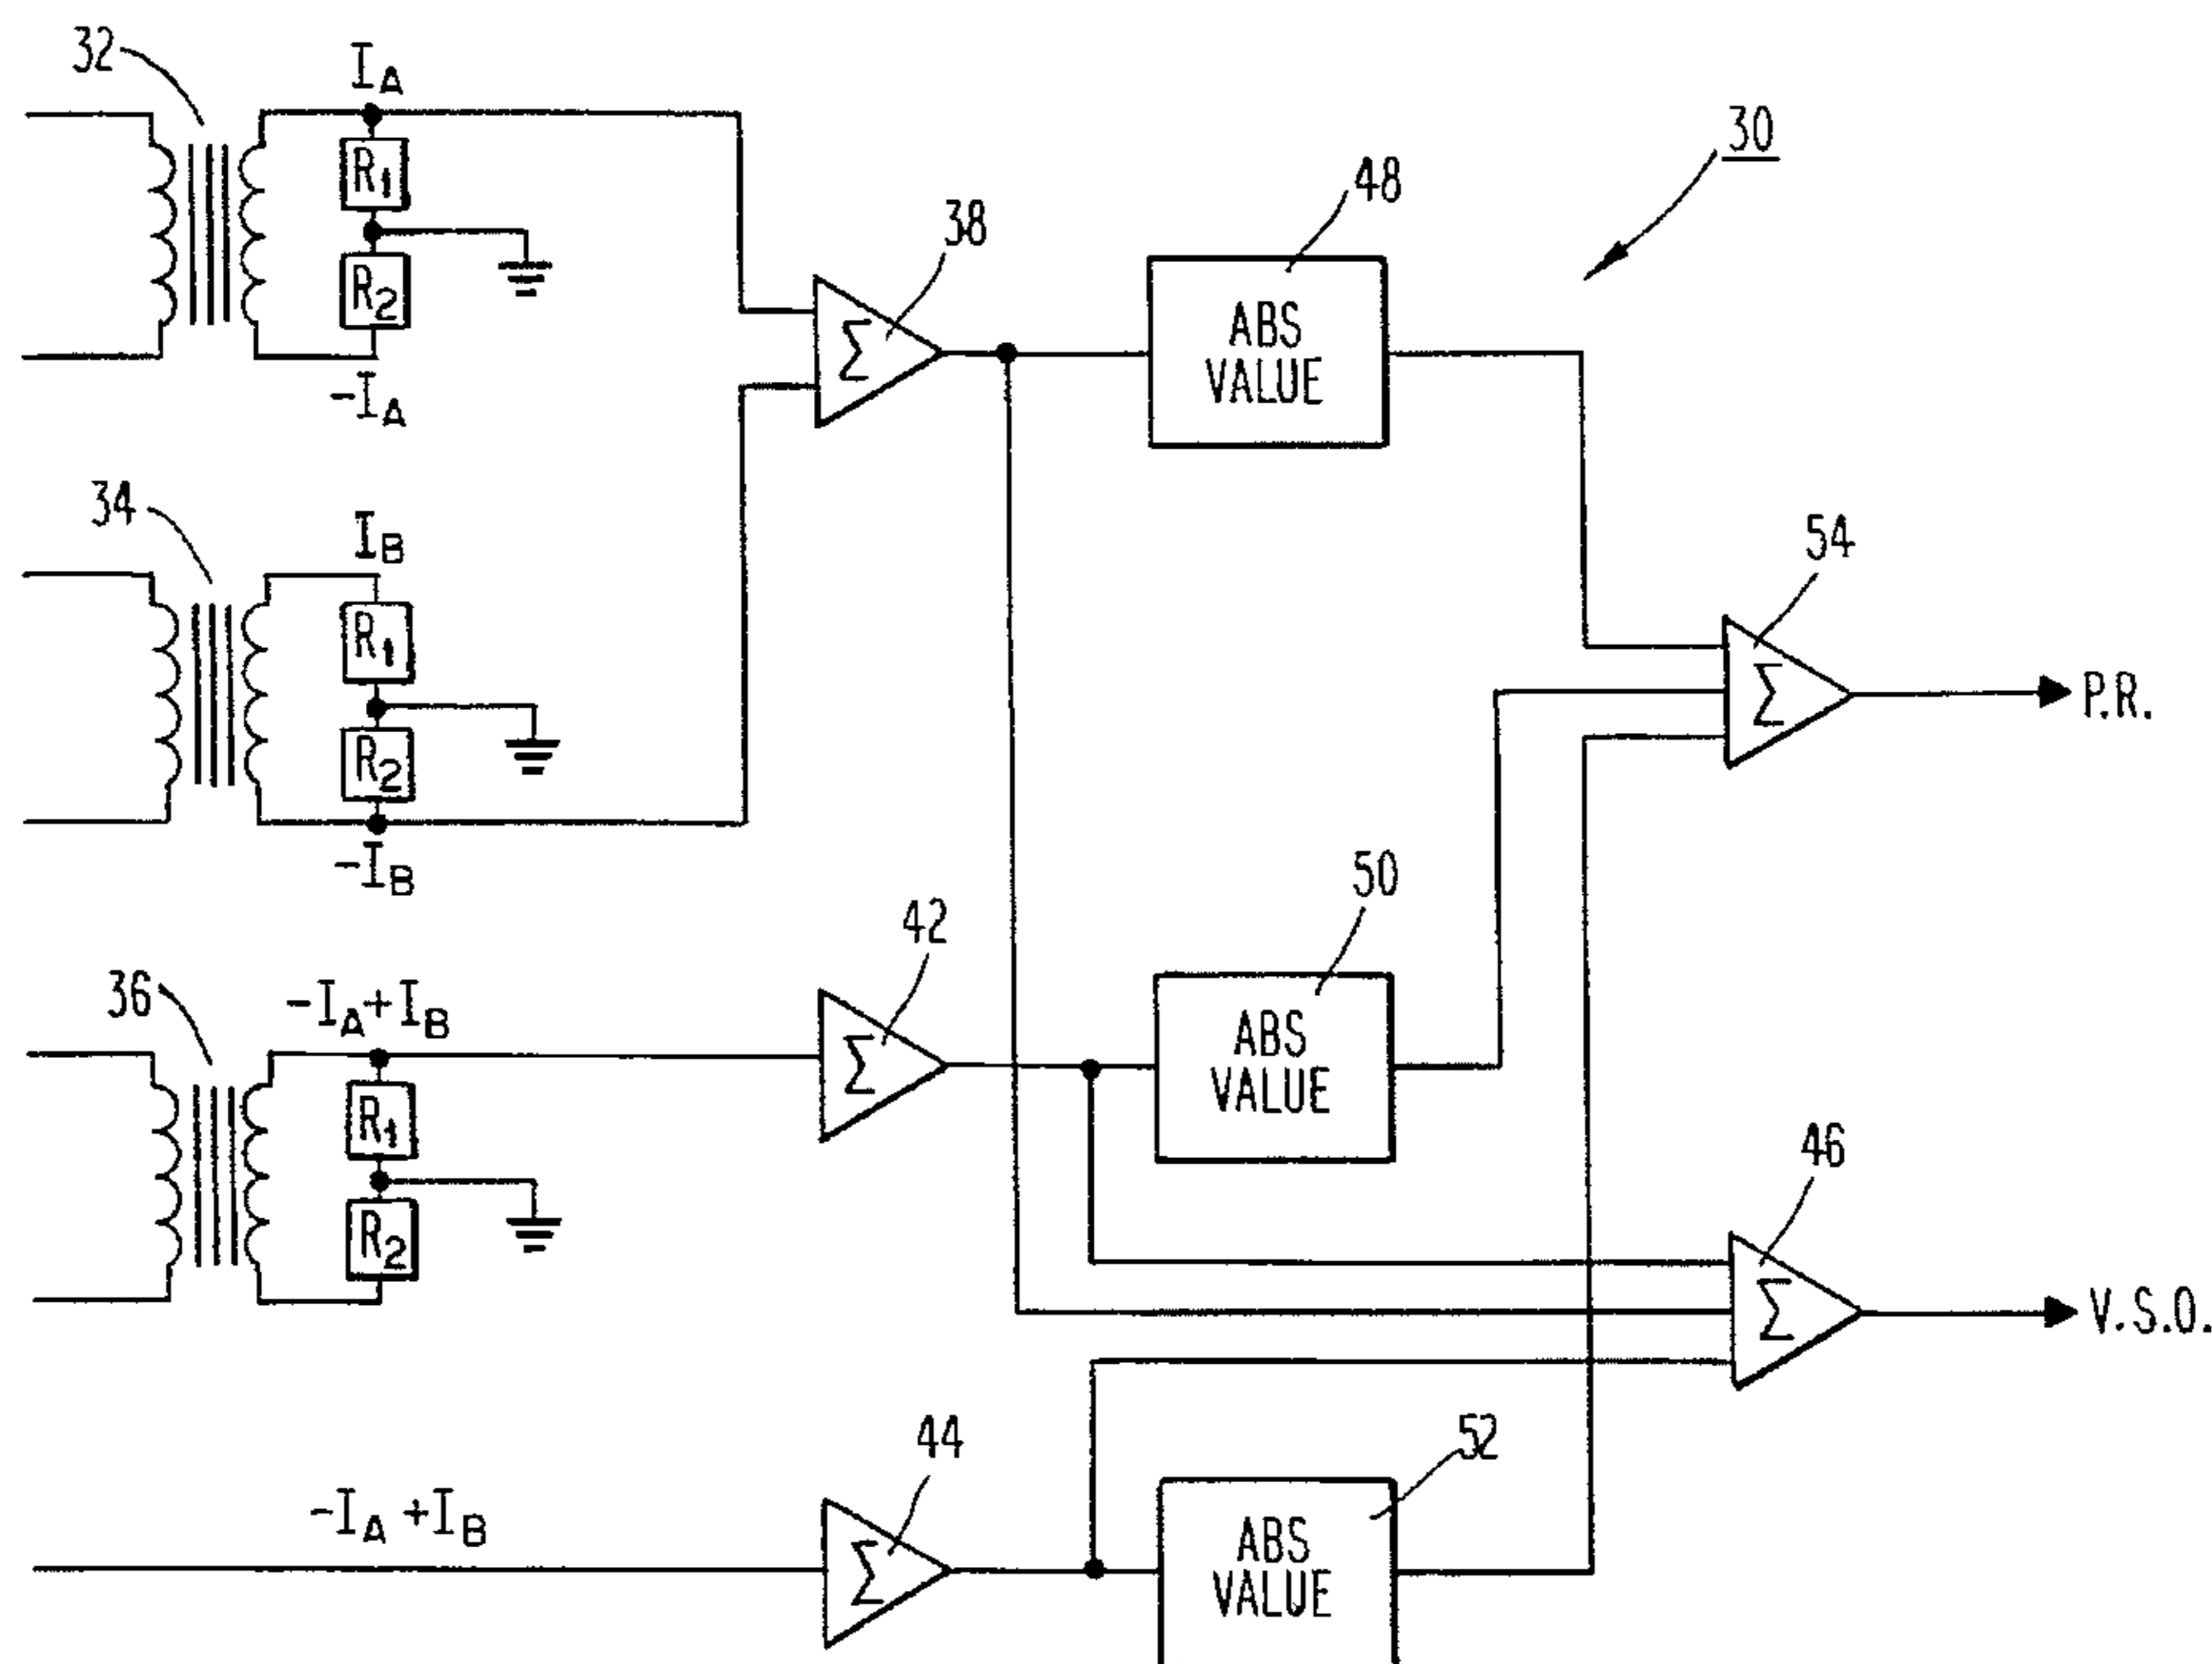 32
I_A
R1
R2
-I_A
30
48
38
Σ
ABS
VALUE
34
I_B
R1
R2
-I_B
54
Σ
P.R.
36
-I_A+I_B
R1
R2
42
Σ
50
ABS
VALUE
46
Σ
V.S.O.
-I_A +I_B
44
Σ
52
ABS
VALUE